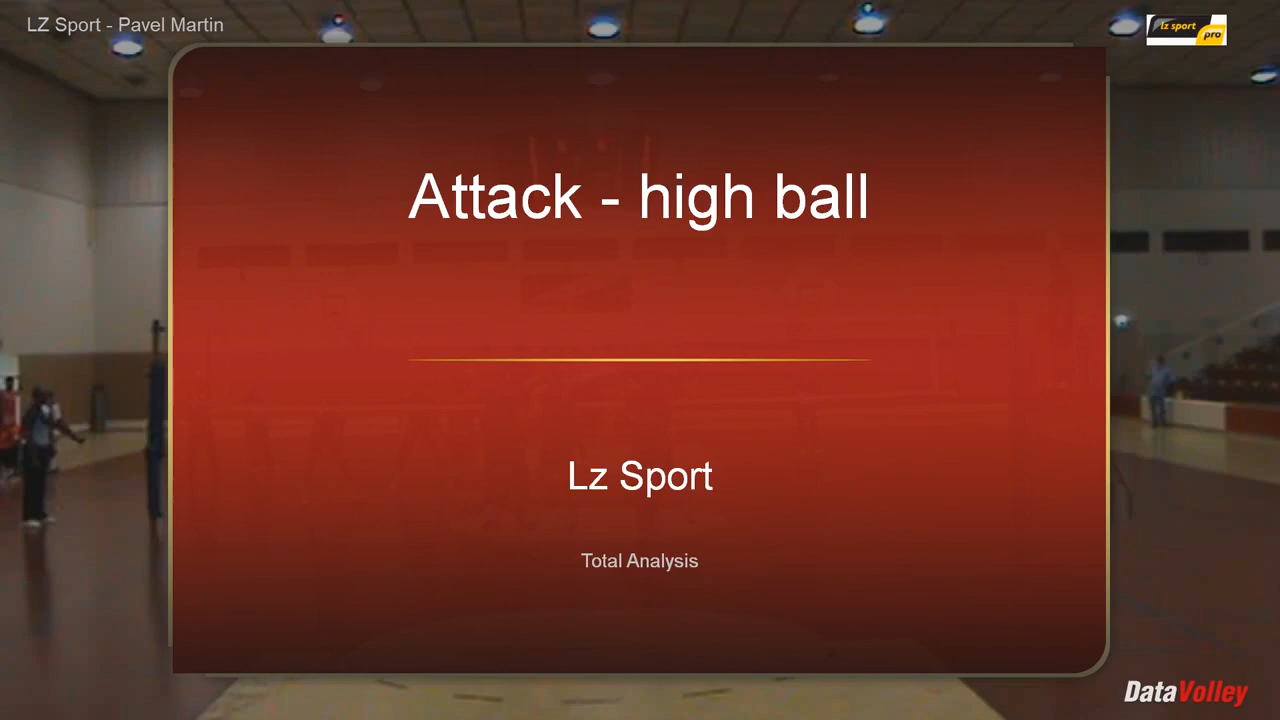 LZ Sport - Pavel Martin
lz sport
pro
Attack - high ball
Lz Sport
Total Analysis
DataVolley